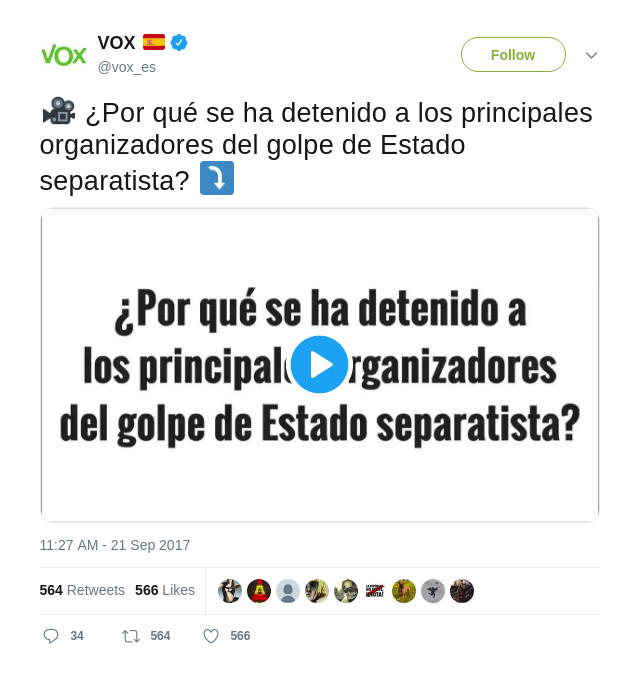 VOX
VOX
@vox_es
Follow
¿Por qué se ha detenido a los principales
organizadores del golpe de Estado
separatista?
¿Por qué se ha detenido a
los principal rganizadores
del golpe de Estado separatista?
11:27 AM - 21 Sep 2017
564 Retweets 566 Likes
34 564 566